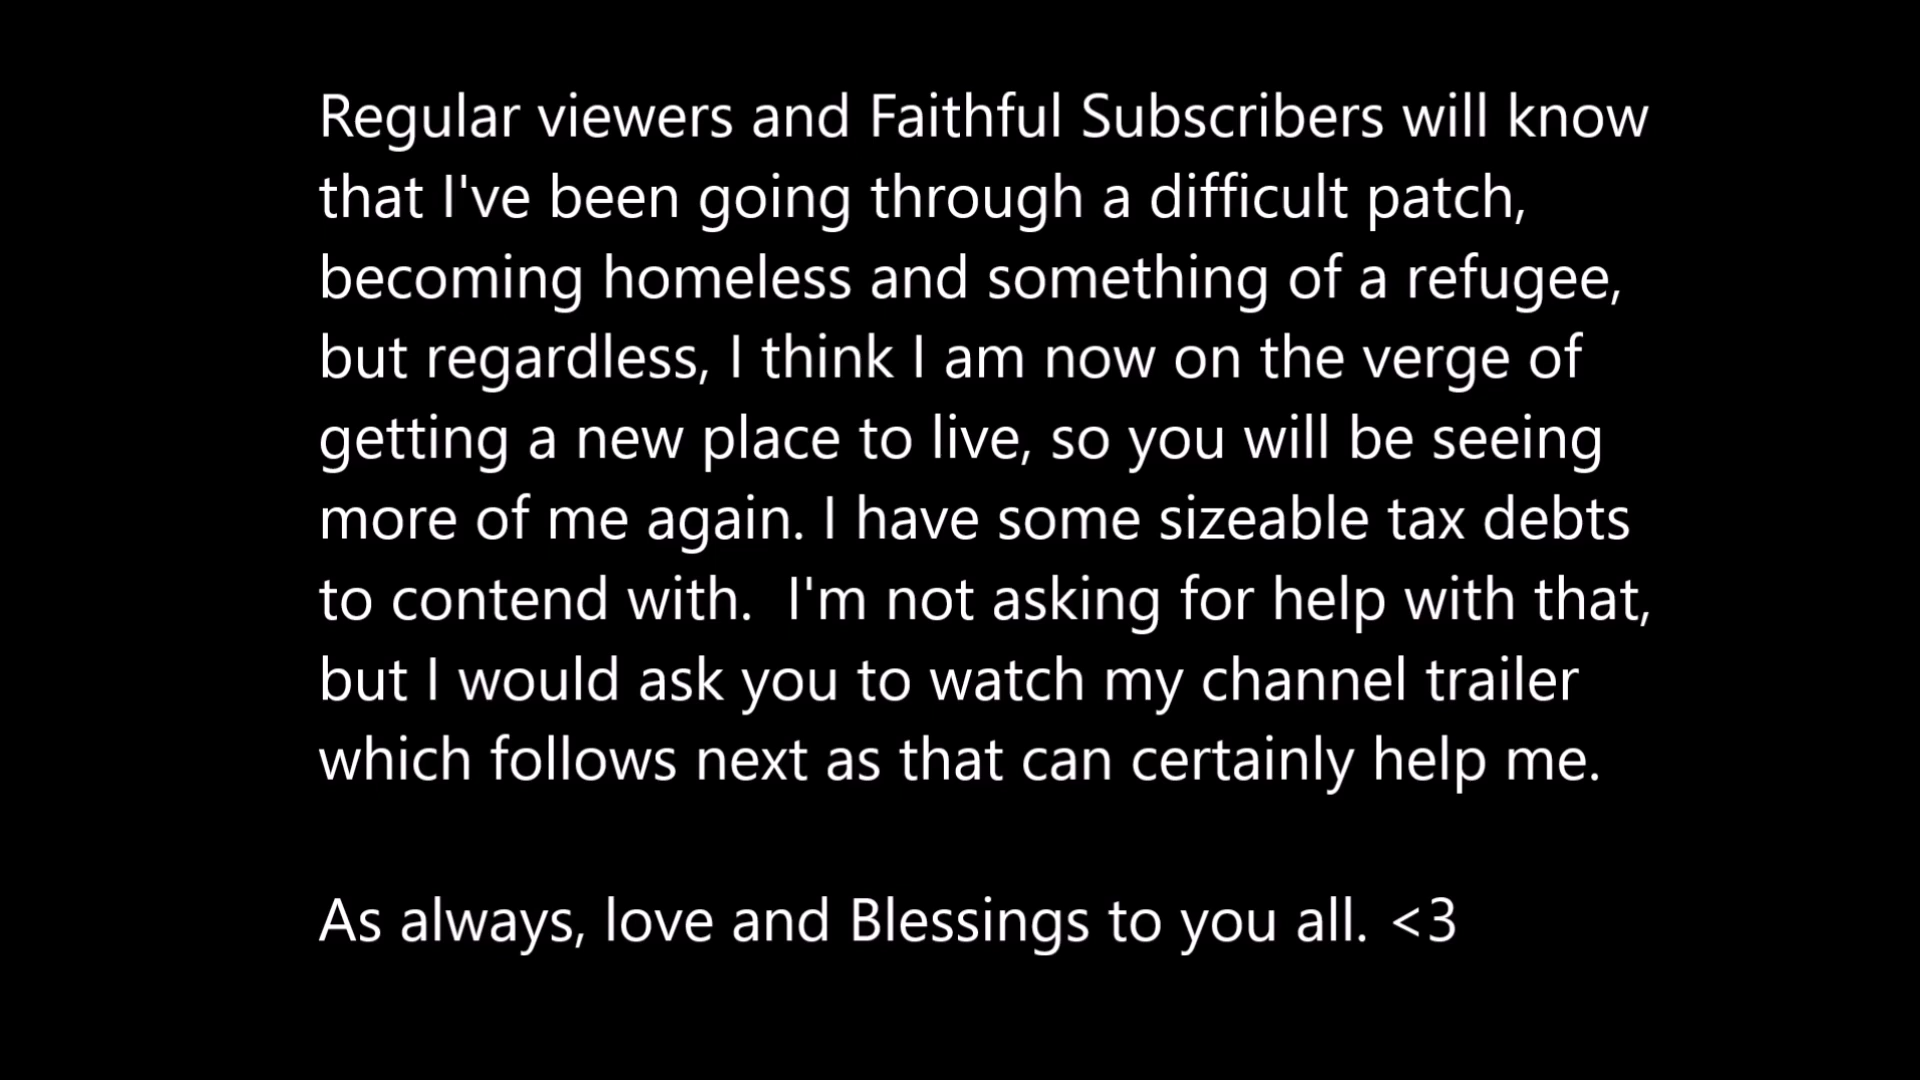 Regular viewers and Faithful Subscribers will know
that I've been going through a difficult patch,
becoming homeless and something of a refugee,
but regardless, I think I am now on the verge of
getting a new place to live, so you will be seeing
more of me again. I have some sizeable tax debts
to contend with.  I'm not asking for help with that,
but I would ask you to watch my channel trailer
which follows next as that can certainly help me.

As always, love and Blessings to you all. <3